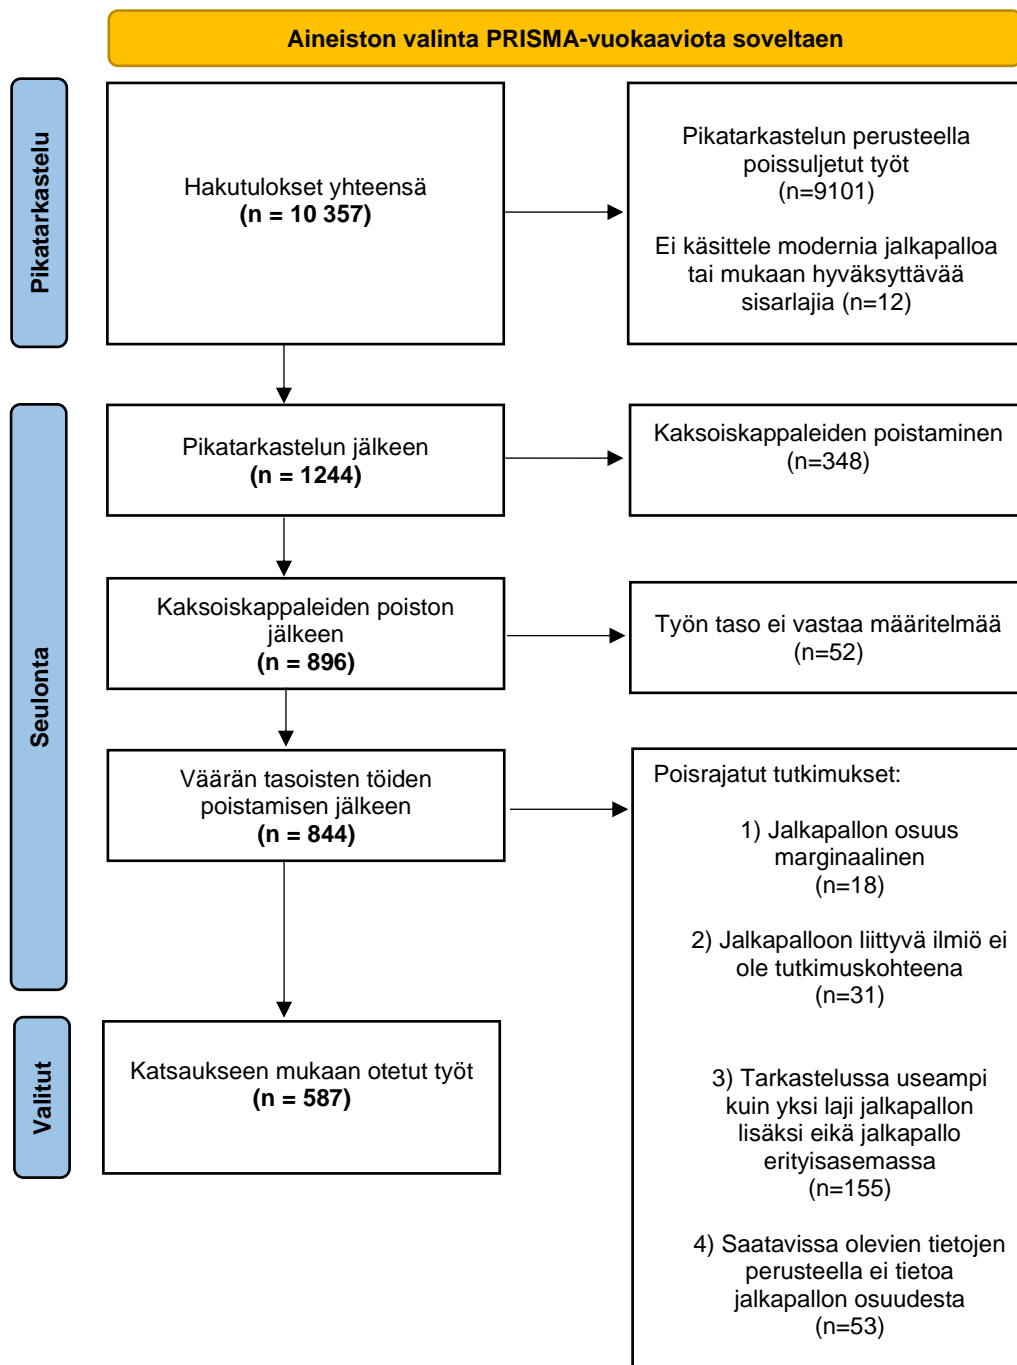 Aineiston valinta PRISMA-vuokaaviota soveltaen
Pikatarkastelu
Hakutulokset yhteensä
(n = 10 357)
Pikatarkastelun perusteella
poissuljetut työt
(n=9101)
Ei käsittele modernia jalkapalloa
tai mukaan hyväksyttävää
sisarlajia (n=12)
Seulonta
Pikatarkastelun jälkeen
(n = 1244)
Kaksoiskappaleiden poistaminen
(n=348)
Kaksoiskappaleiden poiston
jälkeen
(n = 896)
Työn taso ei vastaa määritelmää
(n=52)
Väärän tasoisten töiden
poistamisen jälkeen
(n = 844)
Poisrajatut tutkimukset:
1) Jalkapallon osuus
marginaalinen
(n=18)
2) Jalkapalloon liittyvä ilmiö ei
ole tutkimuskohteena
(n=31)
3) Tarkastelussa useampi
kuin yksi laji jalkapallon
lisäksi eikä jalkapallo
erityisasemassa
(n=155)
4) Saatavissa olevien tietojen
perusteella ei tietoa
jalkapallon osuudesta
(n=53)
Valitut
Katsaukseen mukaan otetut työt
(n = 587)